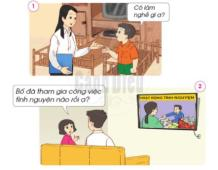 1
Cô làm
nghề gì ạ?
Bố đã tham gia công việc
tình nguyện nào rồi ạ?
2
HOẠT ĐỘNG TÌNH NGUYỆN